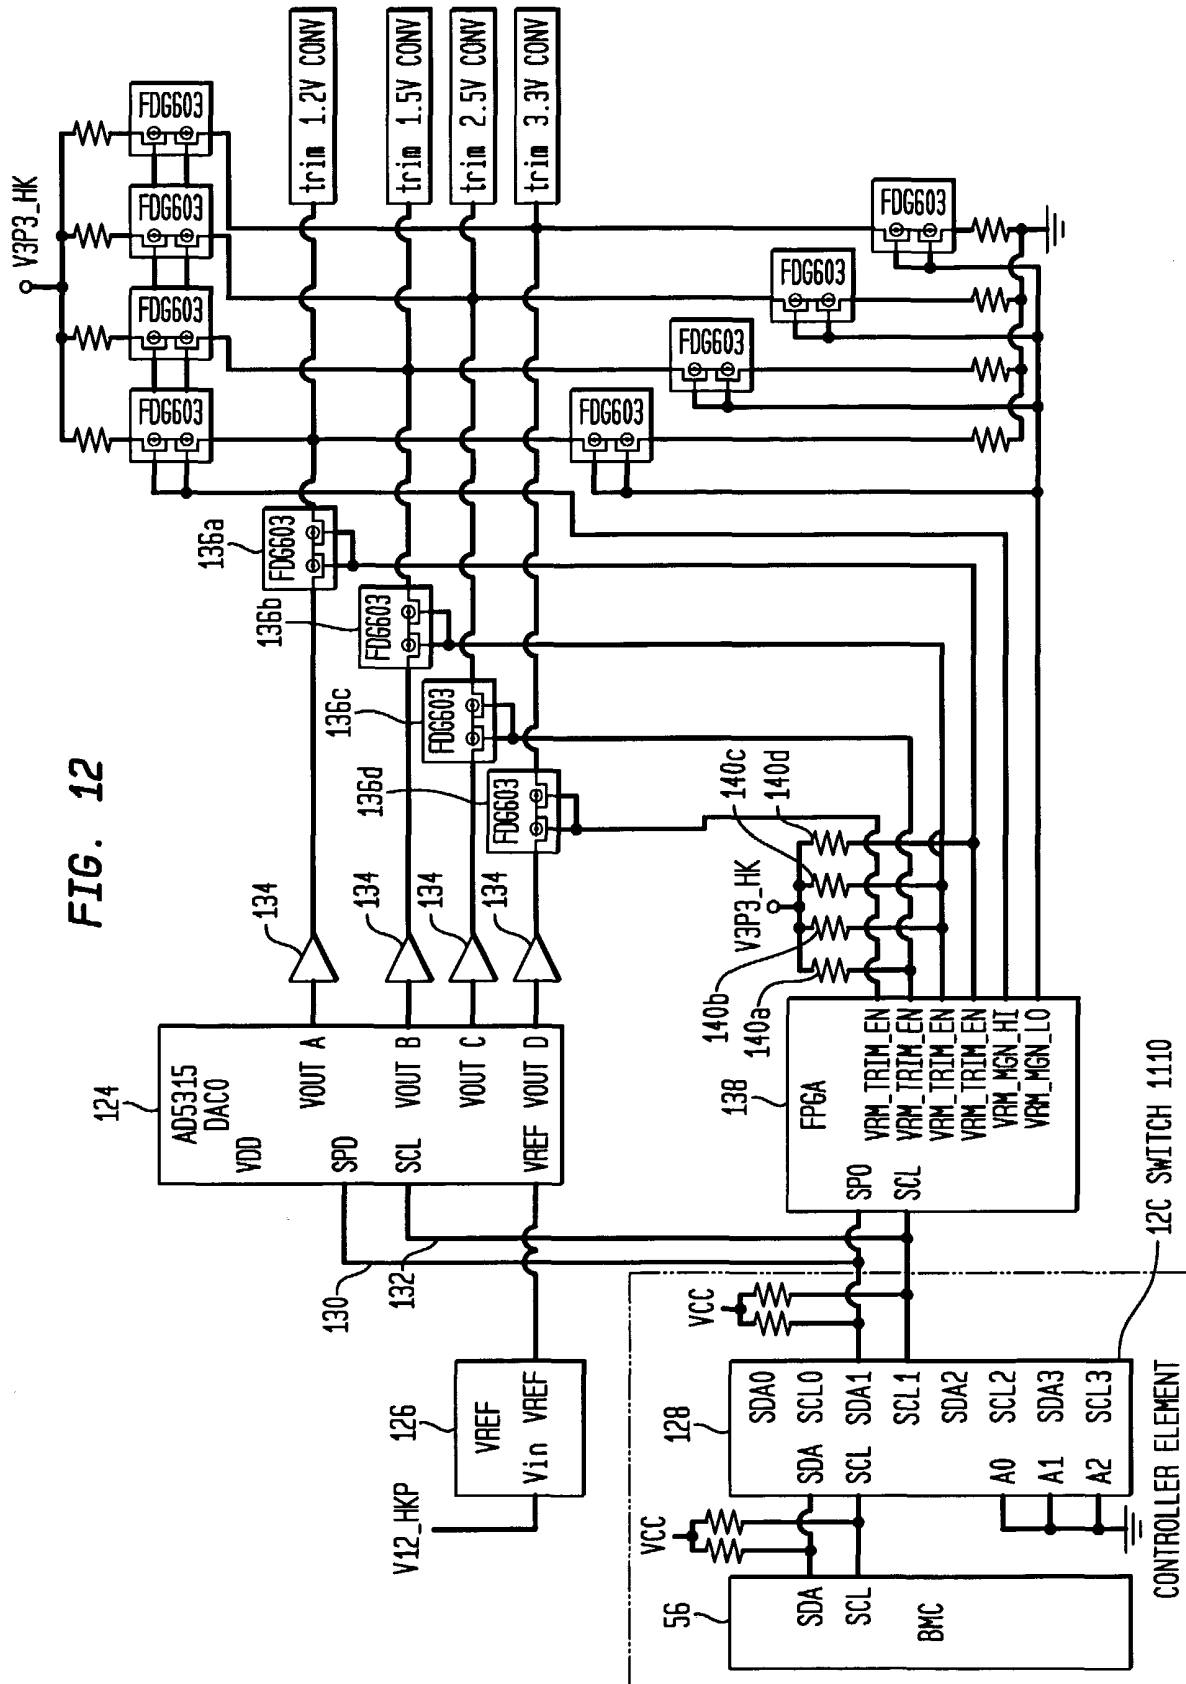 FIG. 12
V3P3_HK
FDG603
FDG603
FDG603
FDG603
trim 1.2V CONV
trim 1.5V CONV
trim 2.5V CONV
trim 3.3V CONV
FDG603
FDG603
FDG603
FDG603
136a
FDG603
136b
FDG603
136c
FDG603
136d
FDG603
134
134
134
134
124
AD5315
DACO
VDD
SPD
SCL
VREF
VOUT A
VOUT B
VOUT C
VOUT D
130
132
126
VREF
Vin VREF
V12_HKP
V3P3_HK
140a
140b
140c
140d
138
FPGA
SPO
SCL
VRM_TRIM_EN
VRM_TRIM_EN
VRM_TRIM_EN
VRM_TRIM_EN
VRM_MGN_HI
VRM_MGN_LO
VCC
128
SDA
SCL
A0
A1
A2
SDA0
SCL0
SDA1
SCL1
SDA2
SCL2
SDA3
SCL3
12C SWITCH 1110
VCC
56
SDA
SCL
BMC
CONTROLLER ELEMENT